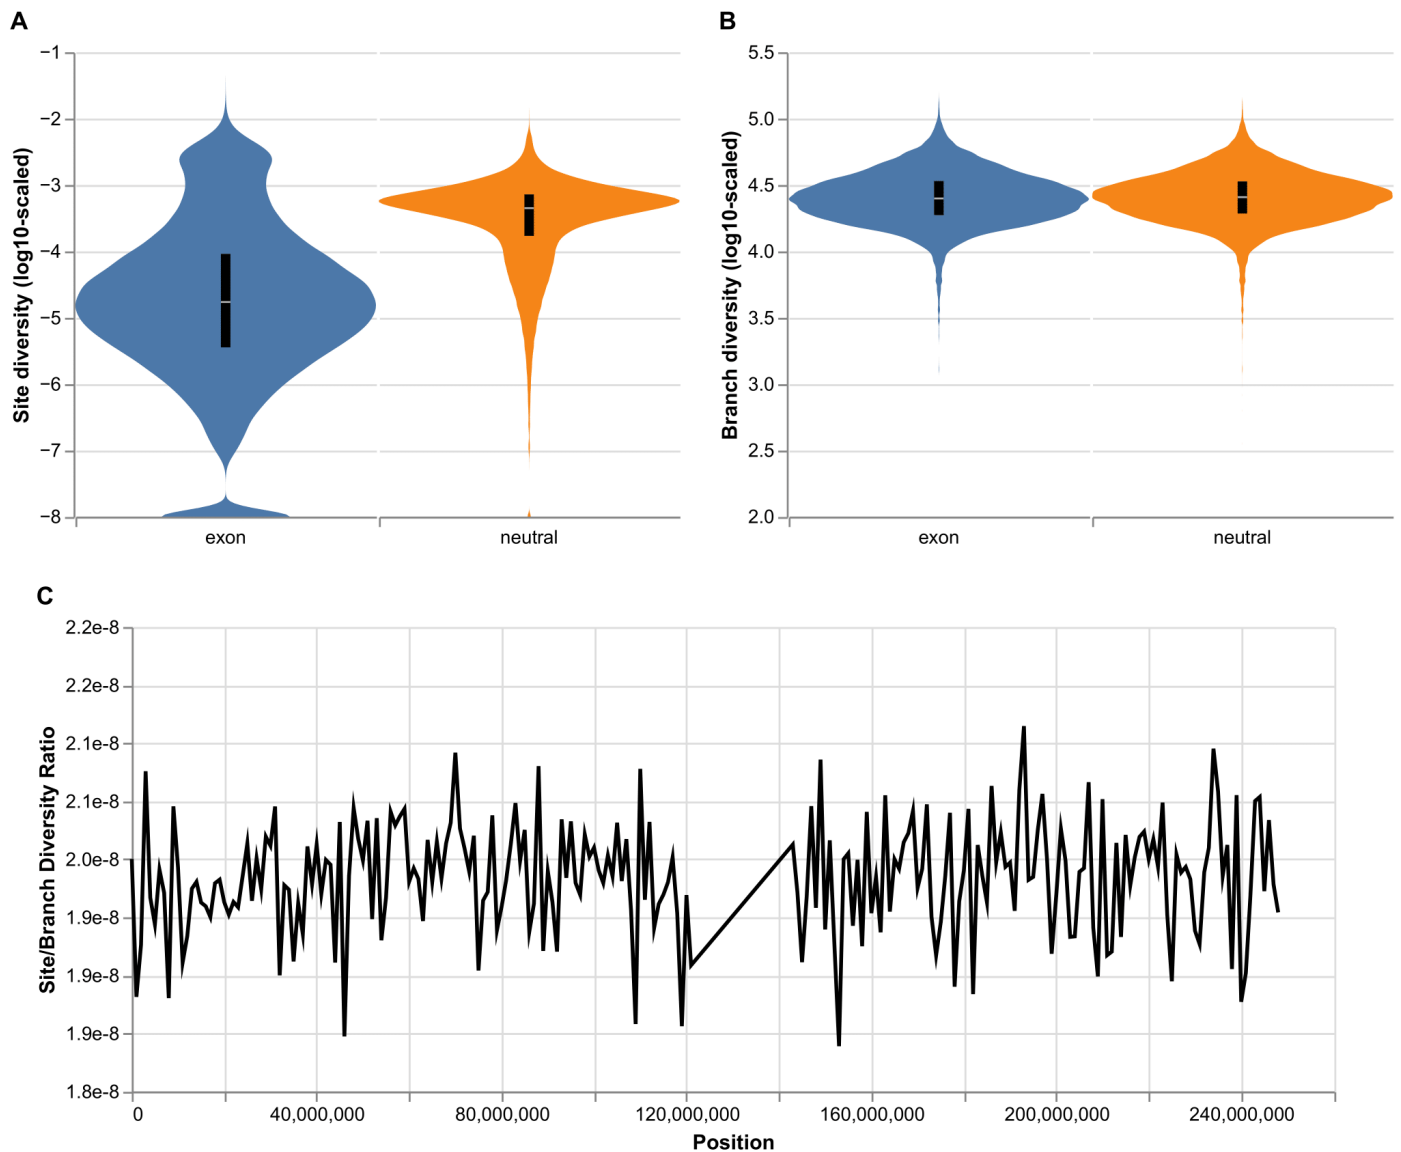 A
B
Site diversity (log10-scaled)
−1
−2
−3
−4
−5
−6
−7
−8
exon
neutral
Branch diversity (log10-scaled)
5.5
5.0
4.5
4.0
3.5
3.0
2.5
2.0
exon
neutral
C
Site/Branch Diversity Ratio
2.2e-8
2.2e-8
2.1e-8
2.1e-8
2.0e-8
1.9e-8
1.9e-8
1.9e-8
1.8e-8
0
40,000,000
80,000,000
120,000,000
160,000,000
200,000,000
240,000,000
Position